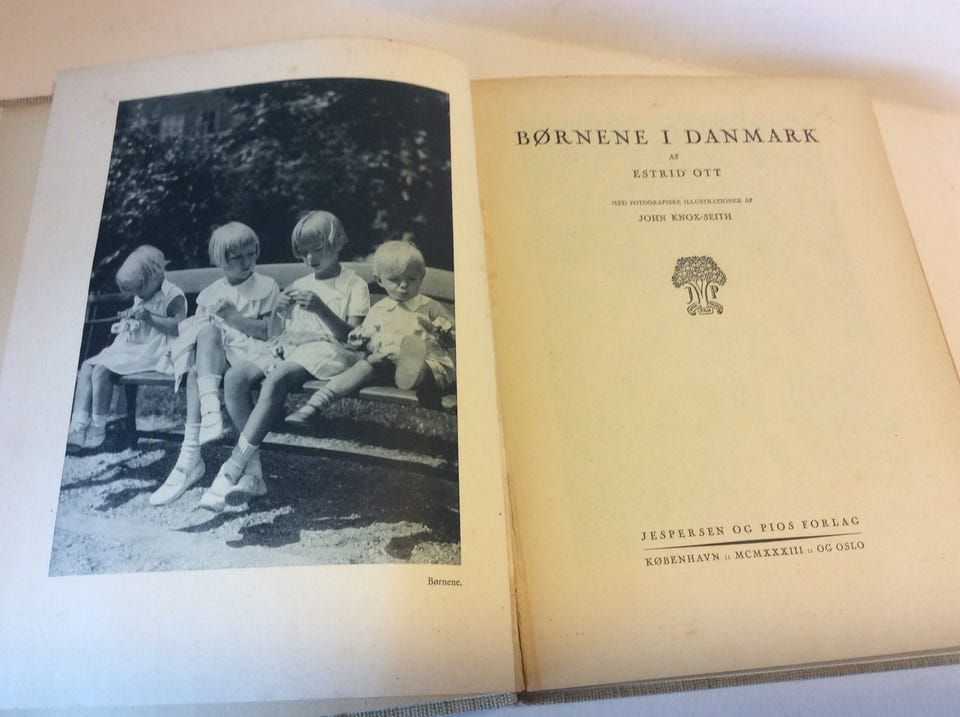 Børnene.
BØRNENE I DANMARK
AF
ESTRID OTT
MED FOTOGRAFISKE ILLUSTRATIONER AF
JOHN KNOX-SEITH
JESPERSEN OG PIOS FORLAG
KØBENHAVN :: MCMXXXIII :: OG OSLO